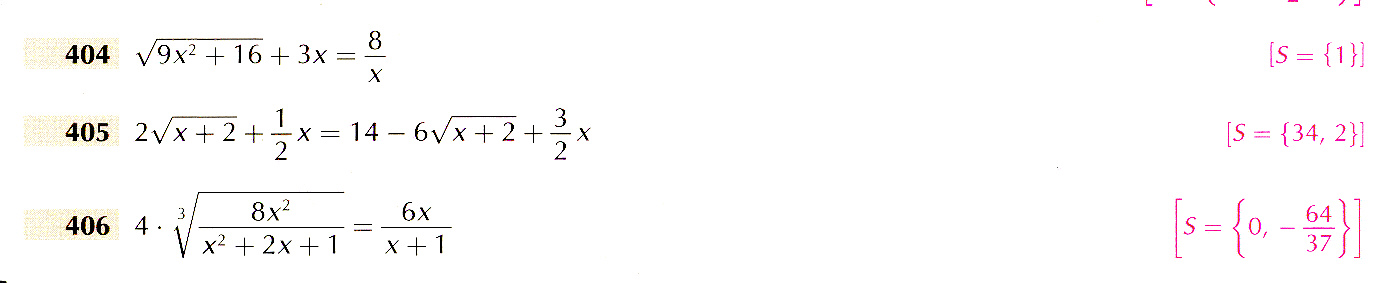 404 √(9x² + 16) + 3x = 8/x [S = {1}]
405 2√(x + 2) + 1/2 x = 14 − 6√(x + 2) + 3/2 x [S = {34, 2}]
406 4 · ∛(8x²/(x² + 2x + 1)) = 6x/(x + 1) [S = {0, − 64/37}]